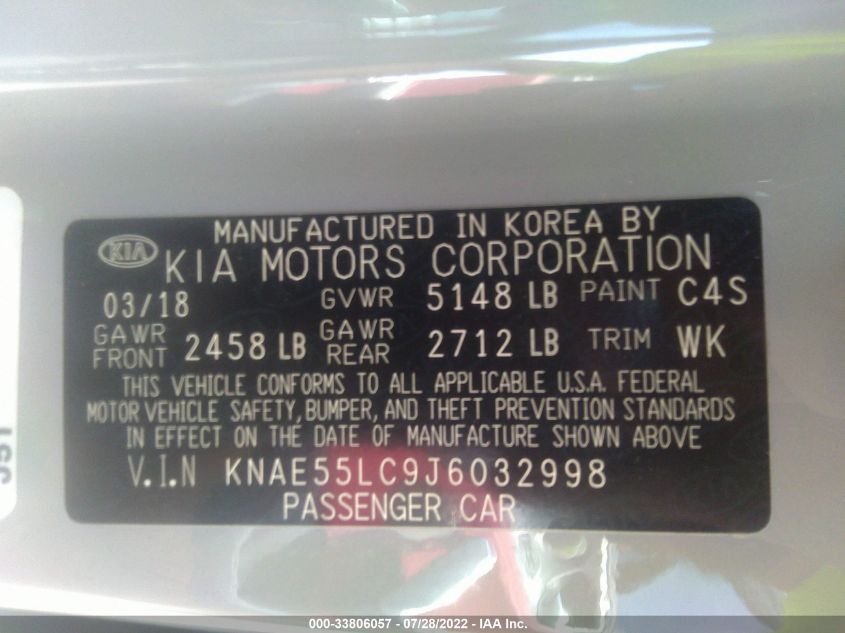 MANUFACTURED IN KOREA BY
KIA KIA MOTORS CORPORATION
03/18 GVWR 5148 LB PAINT C4S
GAWR FRONT 2458 LB GAWR REAR 2712 LB TRIM WK
THIS VEHICLE CONFORMS TO ALL APPLICABLE U.S.A. FEDERAL
MOTOR VEHICLE SAFETY, BUMPER, AND THEFT PREVENTION STANDARDS
IN EFFECT ON THE DATE OF MANUFACTURE SHOWN ABOVE
V.I.N KNAE55LC9J6032998
PASSENGER CAR
000-33806057 - 07/28/2022 - IAA Inc.